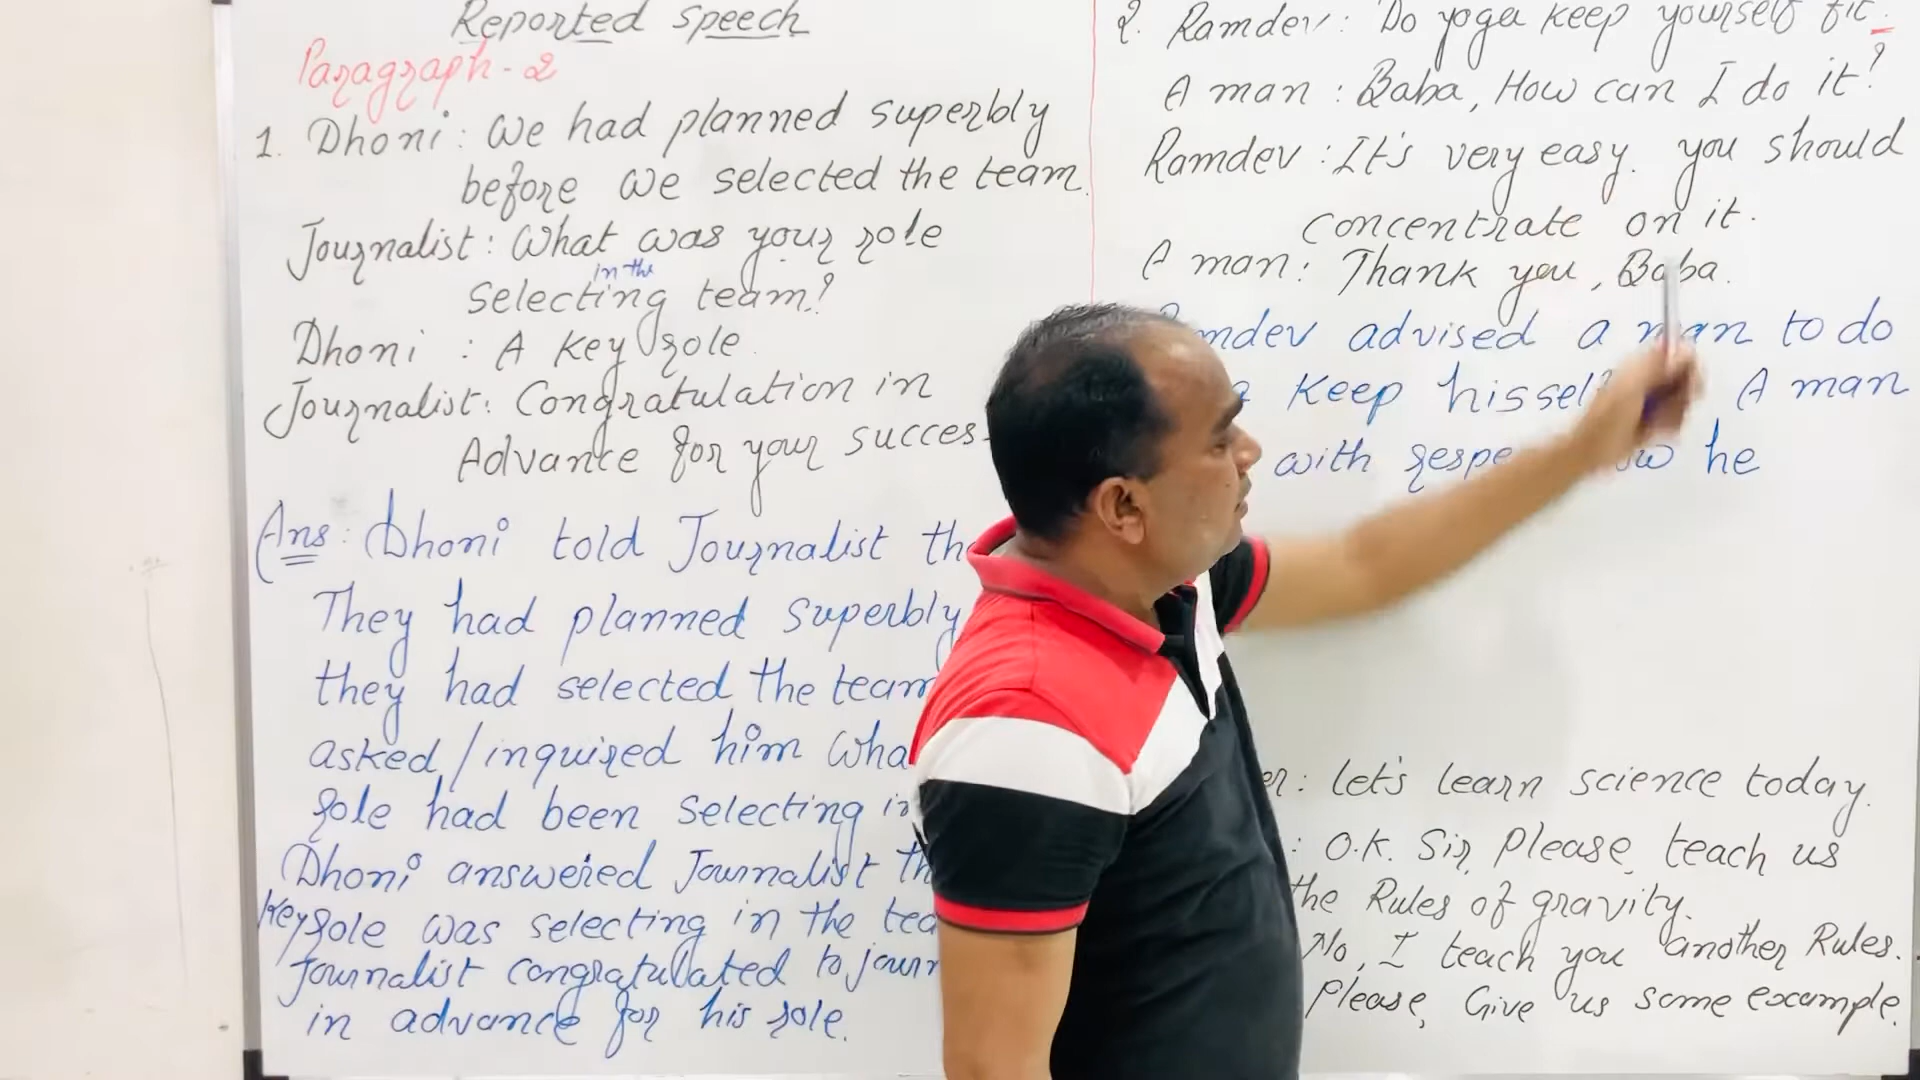 Reported speech
Paragraph-2
1. Dhoni: We had planned superbly
before we selected the team.
Journalist: What was your role
in the
selecting team?
Dhoni : A key role.
Journalist: Congratulation in
Advance for your succes-
Ans: Dhoni told Journalist
They had planned superbly
they had selected the team
asked/inquired him
role had been selecting
Dhoni answered Journalist
key role was selecting in the
Journalist congratulated to
in advance for his role.
2. Ramdev: Do yoga keep yourself fit.
A man: Baba, How can I do it?
Ramdev: It's very easy. you should
concentrate on it.
A man: Thank you, Baba.
advised a man to do
keep A man
with he
: let's learn science today.
: O.K. Sir, Please, teach us
the Rules of gravity.
No, I teach you another Rules.
Please, Give us some example.